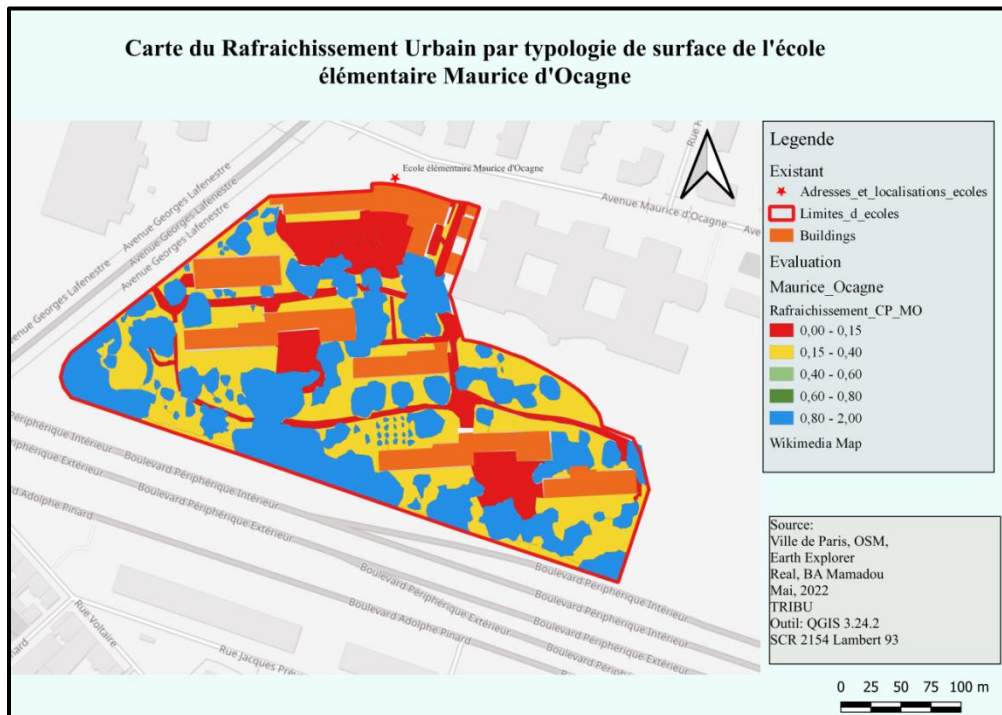 Carte du Rafraichissement Urbain par typologie de surface de l'école
élémentaire Maurice d'Ocagne
Ecole élémentaire Maurice d'Ocagne
Avenue Georges Lafenestre
Avenue Georges Lafenestre
Avenue Georges Lafenestre
Avenue Georges Lafenestre
Avenue Maurice d'Ocagne
Rue
Boulevard Périphérique Intérieur
Boulevard Périphérique Extérieur
Boulevard Périphérique Intérieur
Boulevard Périphérique Intérieur
Boulevard Périphérique Extérieur
Boulevard Périphérique Extérieur
Boulevard Adolphe Pinard
Boulevard Adolphe Pinard
Rue Voltaire
Rue Jacques
Legende
Existant
Adresses_et_localisations_ecoles
Limites_d_ecoles
Buildings
Evaluation
Maurice_Ocagne
Rafraichissement_CP_MO
0,00 - 0,15
0,15 - 0,40
0,40 - 0,60
0,60 - 0,80
0,80 - 2,00
Wikimedia Map
Source:
Ville de Paris, OSM,
Earth Explorer
Real, BA Mamadou
Mai, 2022
TRIBU
Outil: QGIS 3.24.2
SCR 2154 Lambert 93
0 25 50 75 100 m